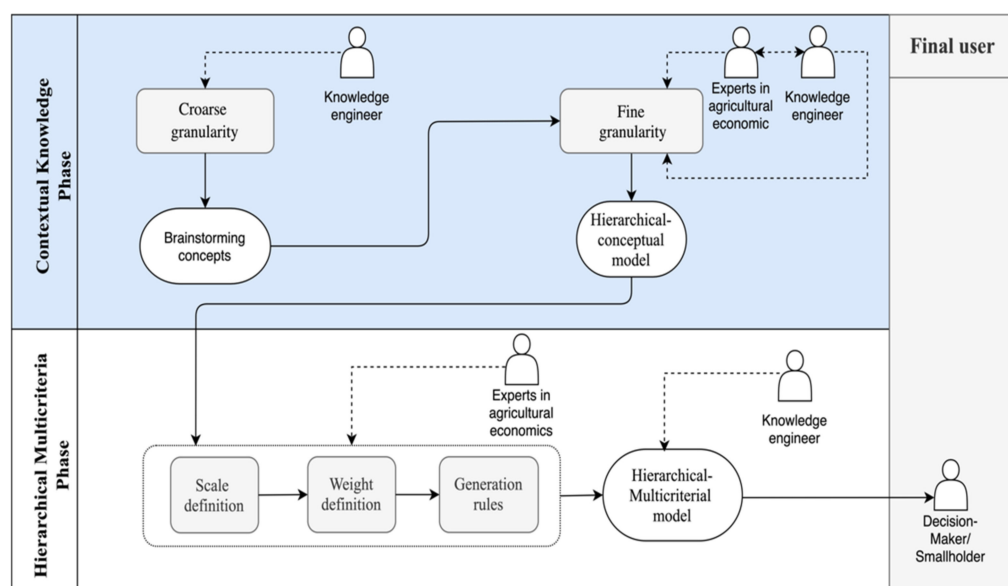 Contextual Knowledge
Phase
Final user
Croarse
granularity
Knowledge
engineer
Fine
granularity
Experts in
agricultural
economic
Knowledge
engineer
Brainstorming
concepts
Hierarchical-
conceptual
model
Hierarchical Multicriteria
Phase
Experts in
agricultural
economics
Knowledge
engineer
Scale
definition
Weight
definition
Generation
rules
Hierarchical-
Multicriterial
model
Decision-
Maker/
Smallholder